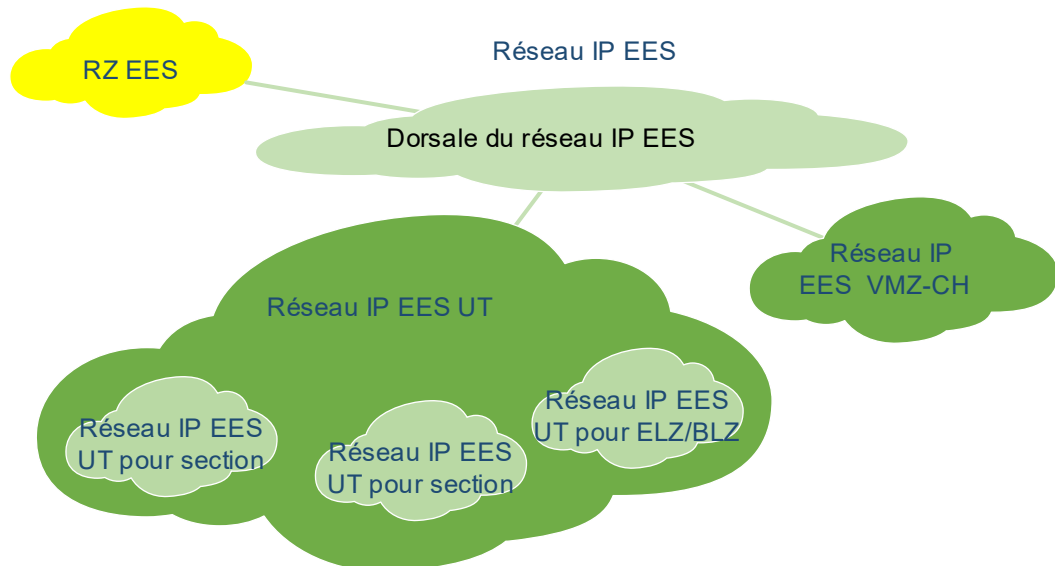 Réseau IP EES
RZ EES
Dorsale du réseau IP EES
Réseau IP
EES VMZ-CH
Réseau IP EES UT
Réseau IP EES
UT pour ELZ/BLZ
Réseau IP EES
UT pour section
Réseau IP EES
UT pour section